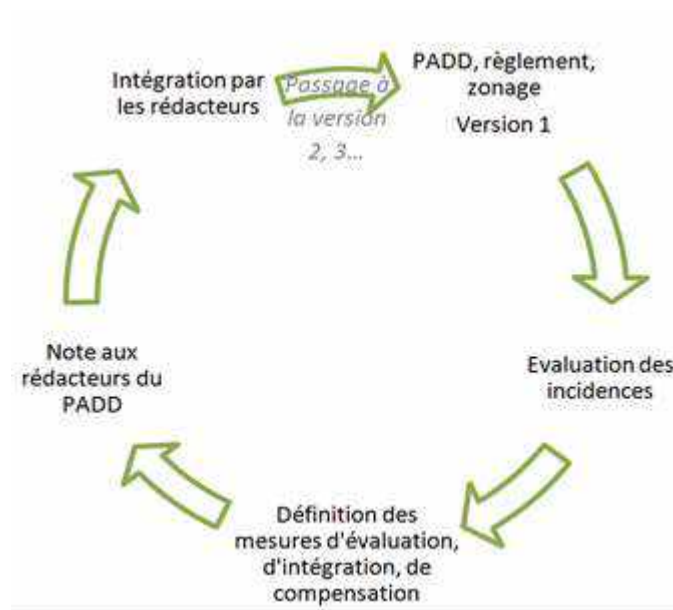 Intégration par
les rédacteurs
Passage à
la version
2, 3...
PADD, règlement,
zonage
Version 1
Evaluation des
incidences
Définition des
mesures d'évaluation,
d'intégration, de
compensation
Note aux
rédacteurs du
PADD